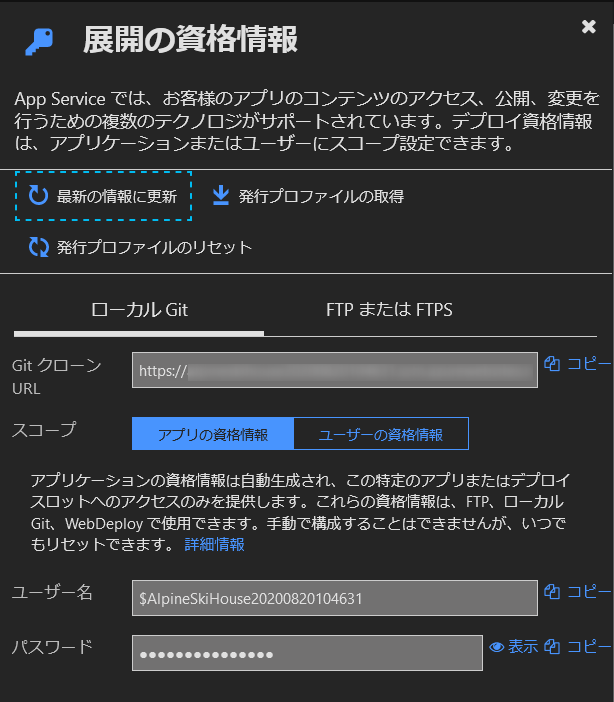 展開の資格情報
App Service では、お客様のアプリのコンテンツのアクセス、公開、変更を
行うための複数のテクノロジがサポートされています。デプロイ資格情報
は、アプリケーションまたはユーザーにスコープ設定できます。
最新の情報に更新 発行プロファイルの取得
発行プロファイルのリセット
ローカル Git FTP または FTPS
Git クローン URL https:// コピー
スコープ アプリの資格情報 ユーザーの資格情報
アプリケーションの資格情報は自動生成され、この特定のアプリまたはデプロイ
スロットへのアクセスのみを提供します。これらの資格情報は、FTP、ローカル
Git、WebDeploy で使用できます。手動で構成することはできませんが、いつで
もリセットできます。 詳細情報
ユーザー名 $AlpineSkiHouse20200820104631 コピー
パスワード ●●●●●●●●●●●●●●● 表示 コピー